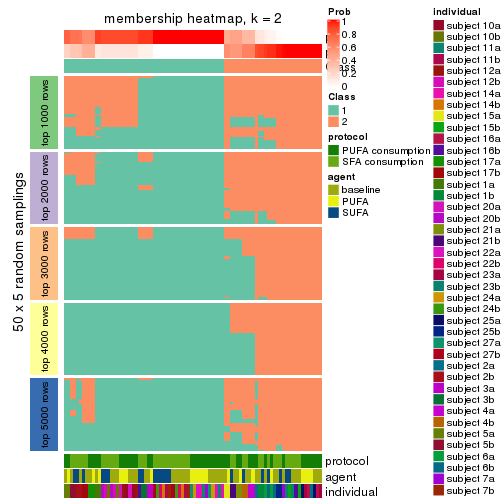 membership heatmap, k = 2
50 x 5 random samplings
top 1000 rows
top 2000 rows
top 3000 rows
top 4000 rows
top 5000 rows
protocol
agent
individual
Prob
1
0.8
0.6
0.4
0.2
0
Class
1
2
protocol
PUFA consumption
SFA consumption
agent
baseline
PUFA
SUFA
individual
subject 10a
subject 10b
subject 11a
subject 11b
subject 12a
subject 12b
subject 14a
subject 14b
subject 15a
subject 15b
subject 16a
subject 16b
subject 17a
subject 17b
subject 1a
subject 1b
subject 20a
subject 20b
subject 21a
subject 21b
subject 22a
subject 22b
subject 23a
subject 23b
subject 24a
subject 24b
subject 25a
subject 25b
subject 27a
subject 27b
subject 2a
subject 2b
subject 3a
subject 3b
subject 4a
subject 4b
subject 5a
subject 5b
subject 6a
subject 6b
subject 7a
subject 7b